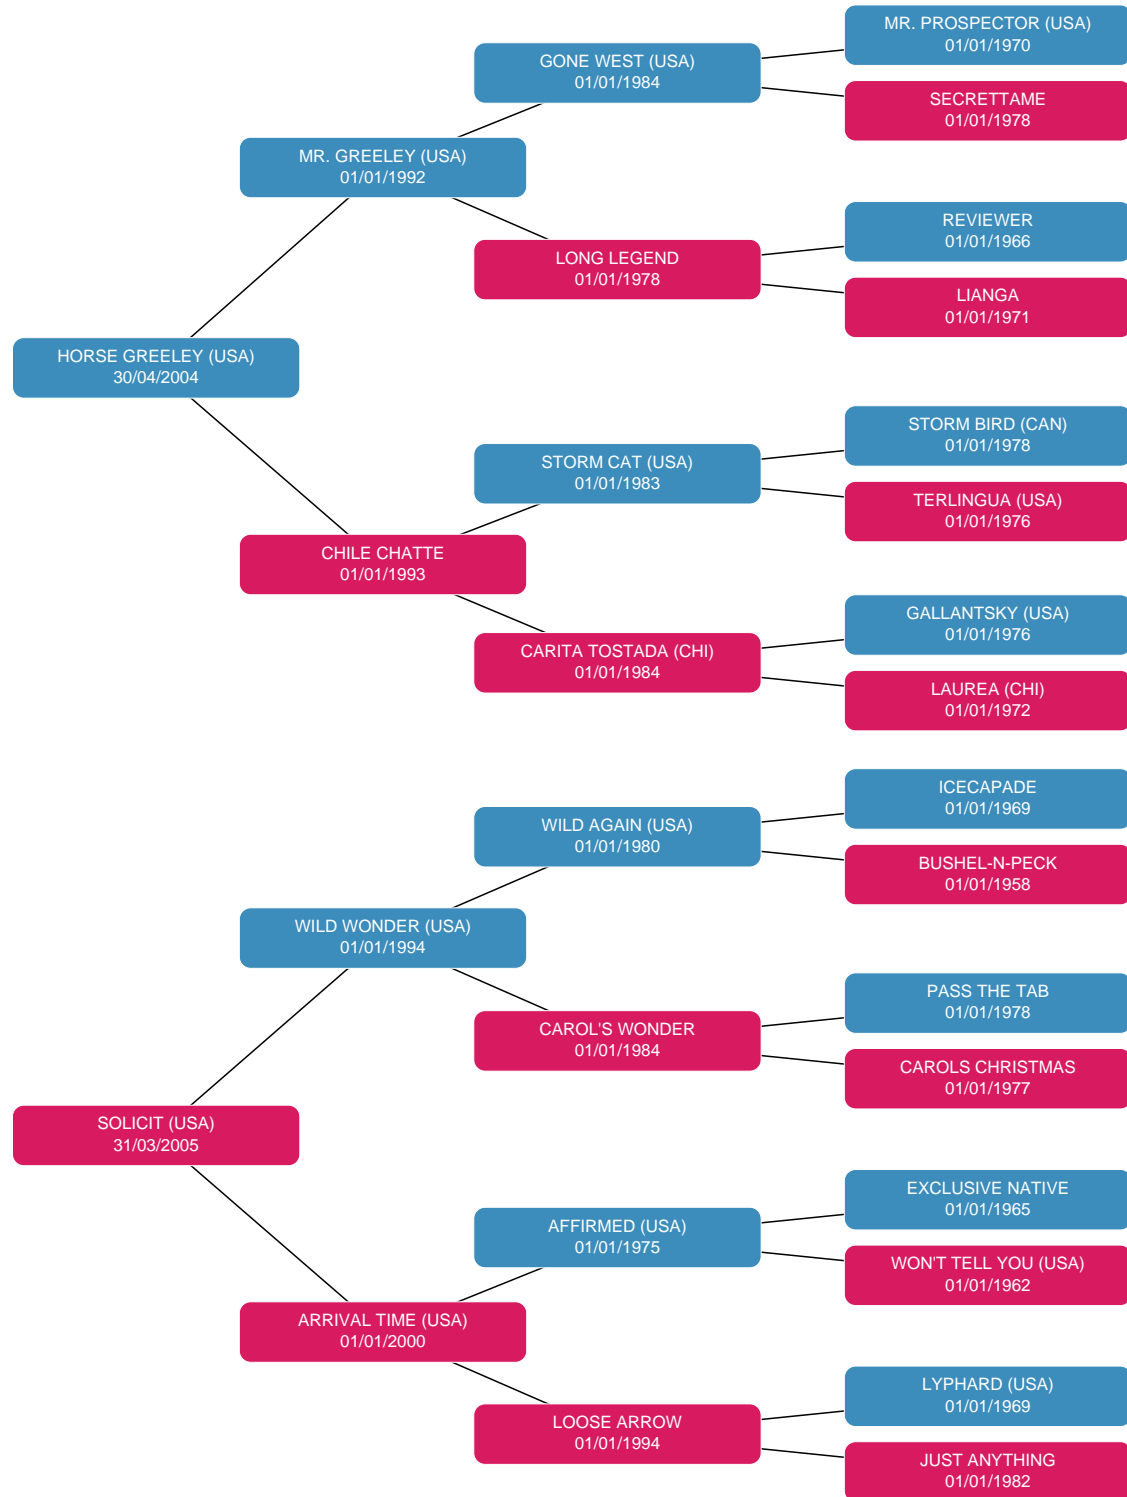 MR. PROSPECTOR (USA)
01/01/1970
GONE WEST (USA)
01/01/1984
SECRETTAME
01/01/1978
MR. GREELEY (USA)
01/01/1992
REVIEWER
01/01/1966
LONG LEGEND
01/01/1978
LIANGA
01/01/1971
HORSE GREELEY (USA)
30/04/2004
STORM BIRD (CAN)
01/01/1978
STORM CAT (USA)
01/01/1983
TERLINGUA (USA)
01/01/1976
CHILE CHATTE
01/01/1993
GALLANTSKY (USA)
01/01/1976
CARITA TOSTADA (CHI)
01/01/1984
LAUREA (CHI)
01/01/1972
ICECAPADE
01/01/1969
WILD AGAIN (USA)
01/01/1980
BUSHEL-N-PECK
01/01/1958
WILD WONDER (USA)
01/01/1994
PASS THE TAB
01/01/1978
CAROL'S WONDER
01/01/1984
CAROLS CHRISTMAS
01/01/1977
SOLICIT (USA)
31/03/2005
EXCLUSIVE NATIVE
01/01/1965
AFFIRMED (USA)
01/01/1975
WON'T TELL YOU (USA)
01/01/1962
ARRIVAL TIME (USA)
01/01/2000
LYPHARD (USA)
01/01/1969
LOOSE ARROW
01/01/1994
JUST ANYTHING
01/01/1982